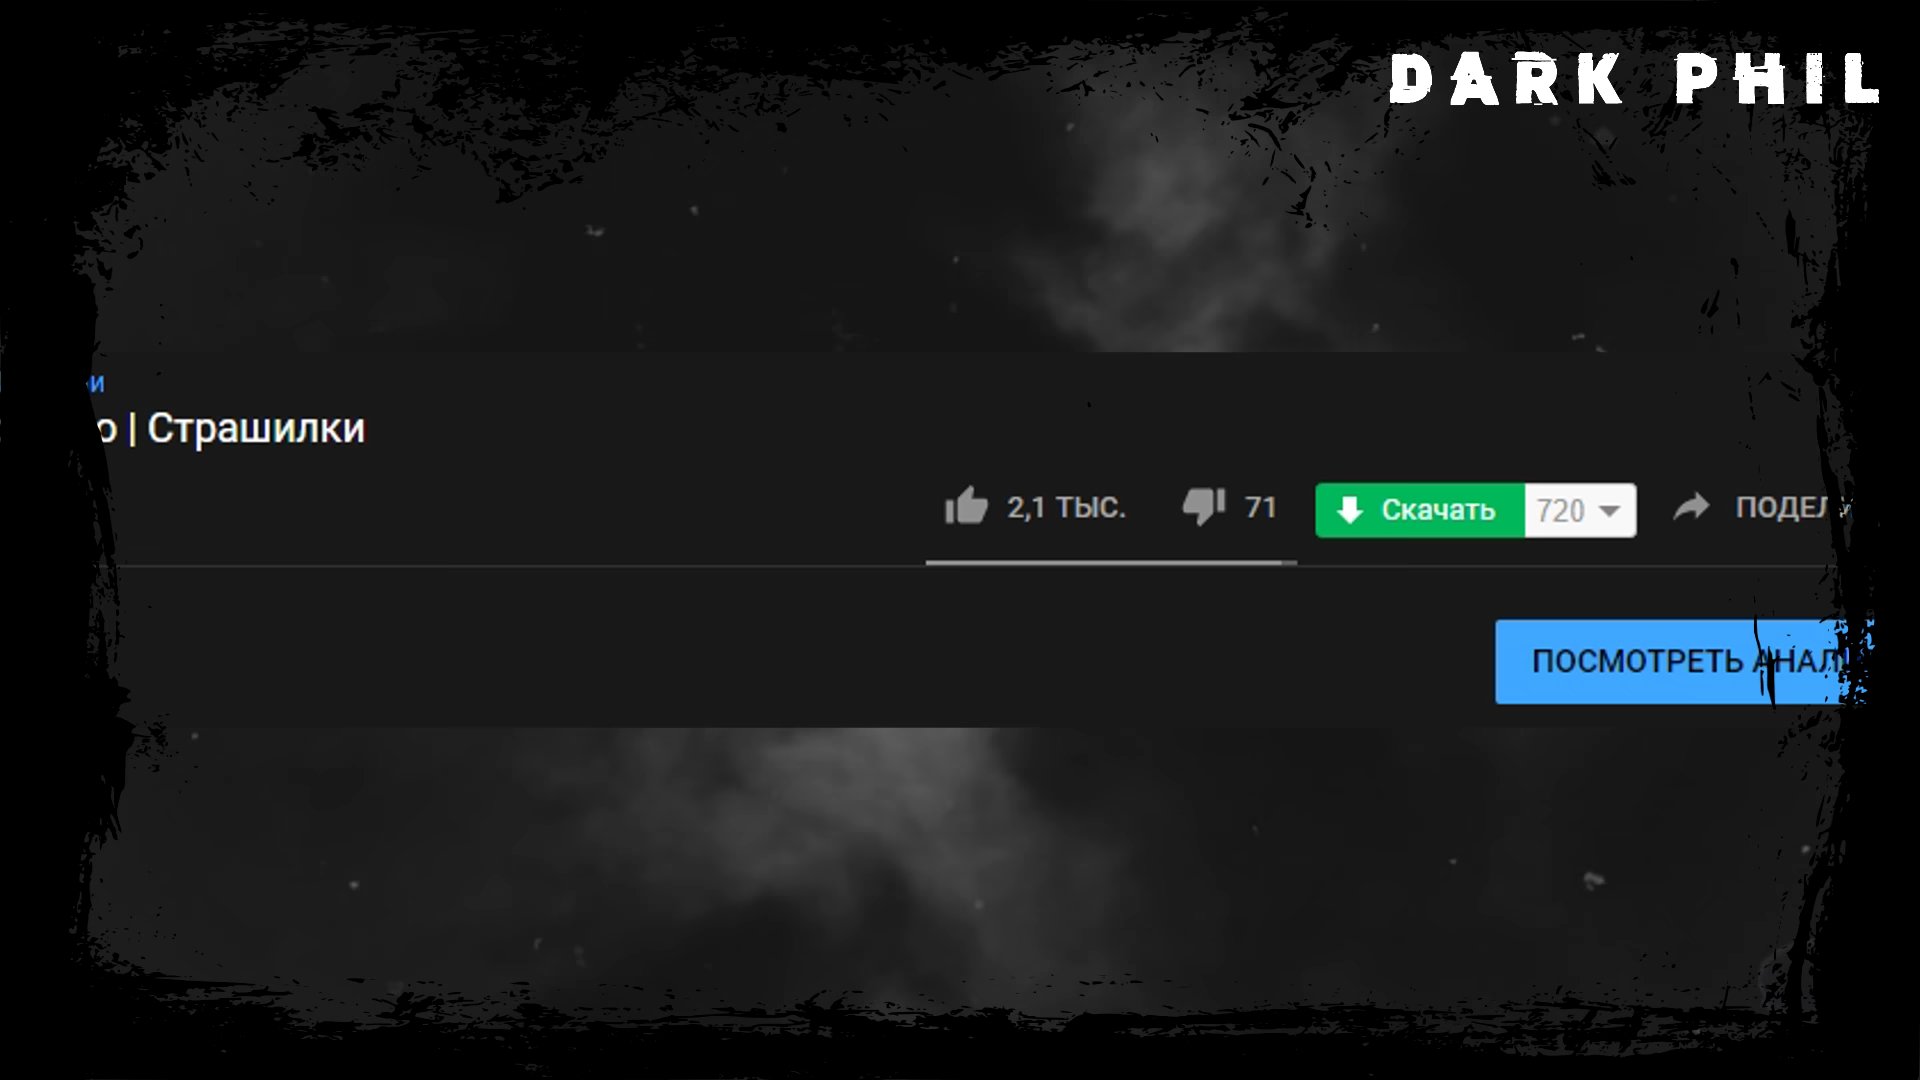 DARK PHIL
и
о | Страшилки
2,1 ТЫС. 71 Скачать 720
ПОСМОТРЕТЬ